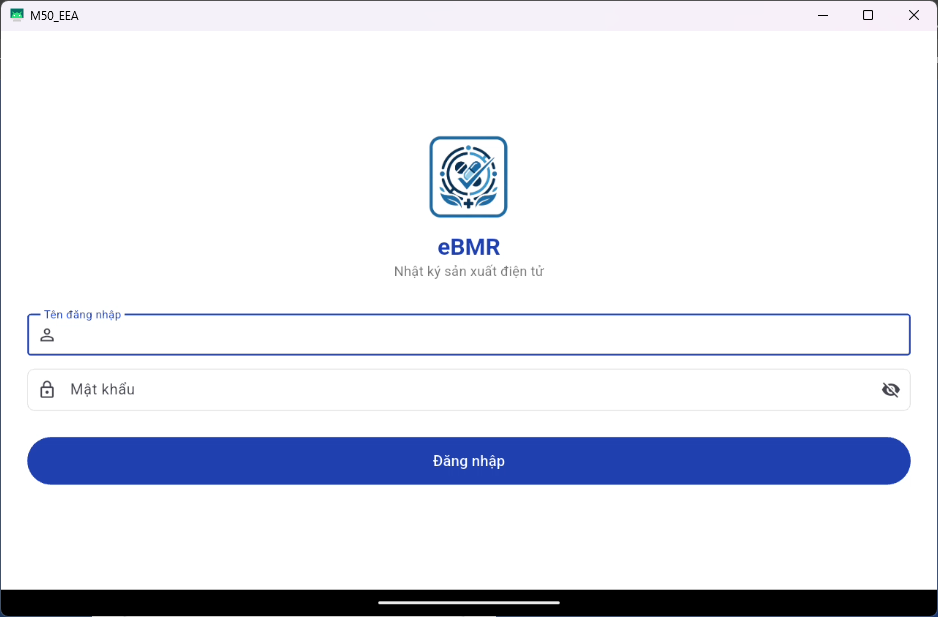 M50_EEA
eBMR
Nhật ký sản xuất điện tử
Tên đăng nhập
Mật khẩu
Đăng nhập